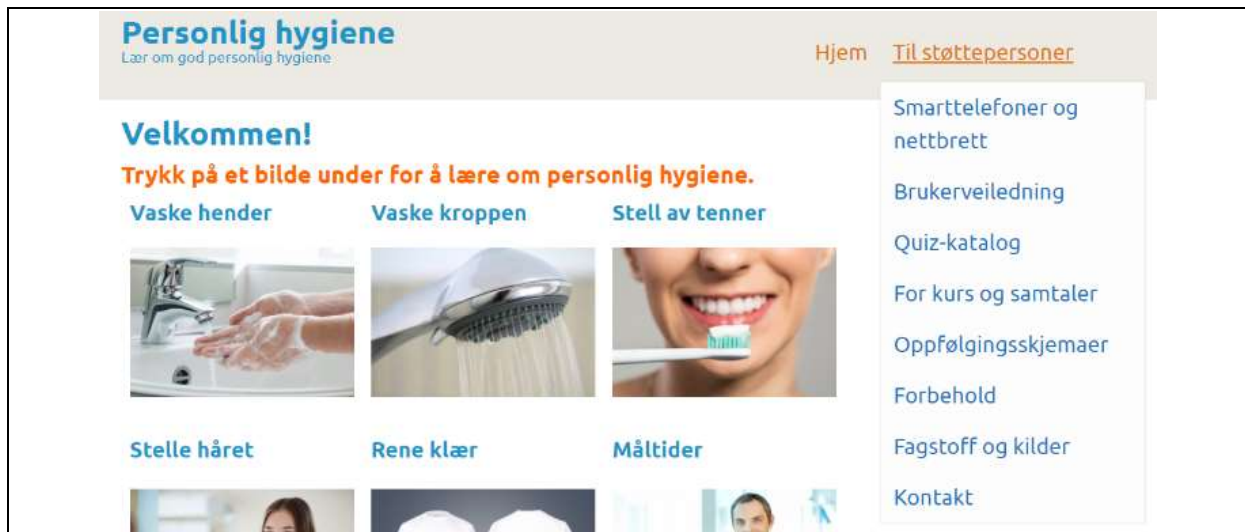 Personlig hygiene
Lær om god personlig hygiene
Hjem Til støttepersoner
Smarttelefoner og
nettbrett
Brukerveiledning
Quiz-katalog
For kurs og samtaler
Oppfølgingsskjemaer
Forbehold
Fagstoff og kilder
Kontakt
Velkommen!
Trykk på et bilde under for å lære om personlig hygiene.
Vaske hender Vaske kroppen Stell av tenner
Stelle håret Rene klær Måltider